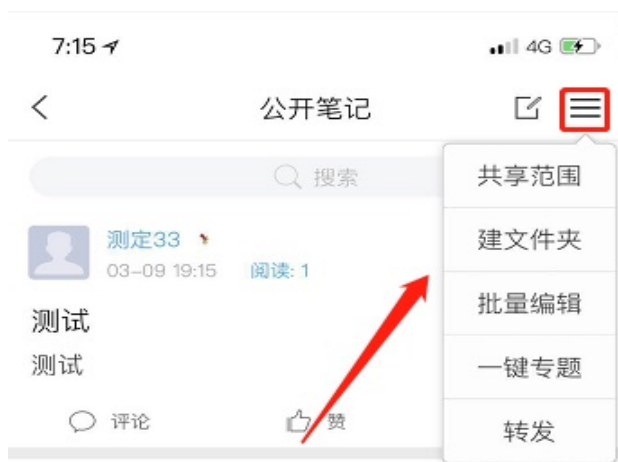 7:15 4G
公开笔记
搜索
共享范围
建文件夹
批量编辑
一键专题
转发
测定33
03-09 19:15 阅读: 1
测试
测试
评论 赞